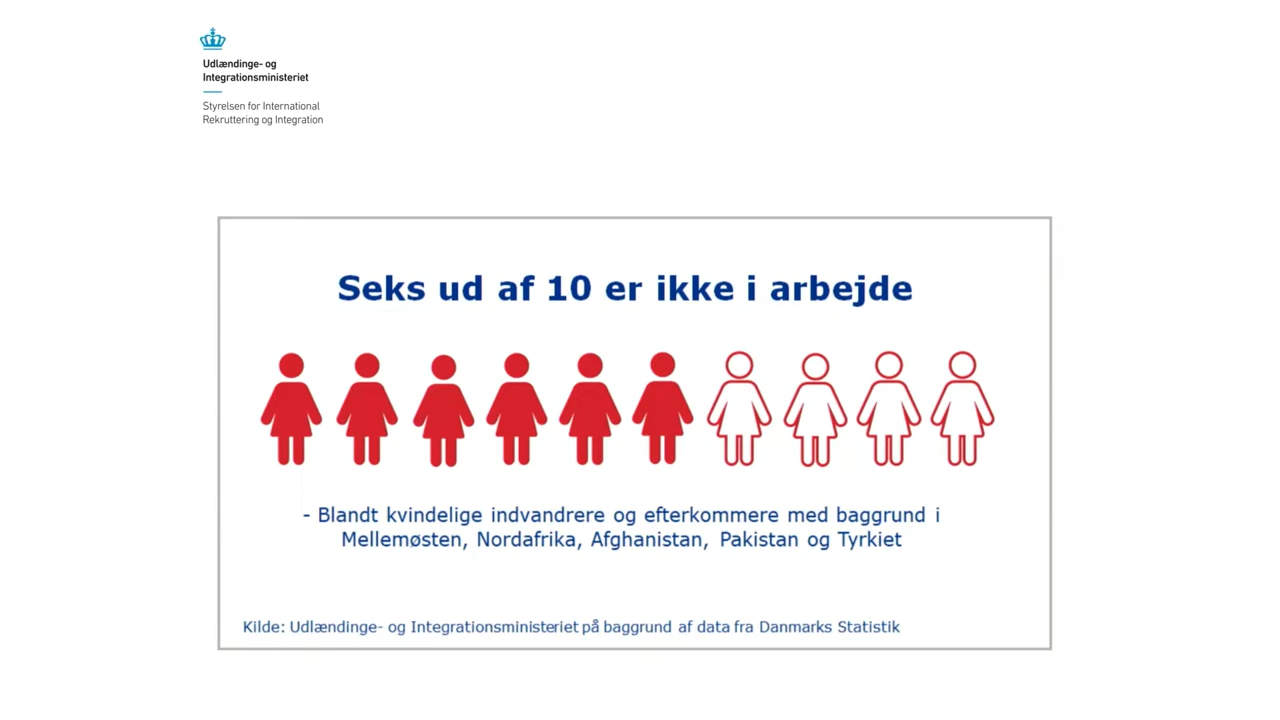 Udlændinge- og
Integrationsministeriet
Styrelsen for International
Rekruttering og Integration
Seks ud af 10 er ikke i arbejde
- Blandt kvindelige indvandrere og efterkommere med baggrund i
Mellemøsten, Nordafrika, Afghanistan, Pakistan og Tyrkiet
Kilde: Udlændinge- og Integrationsministeriet på baggrund af data fra Danmarks Statistik